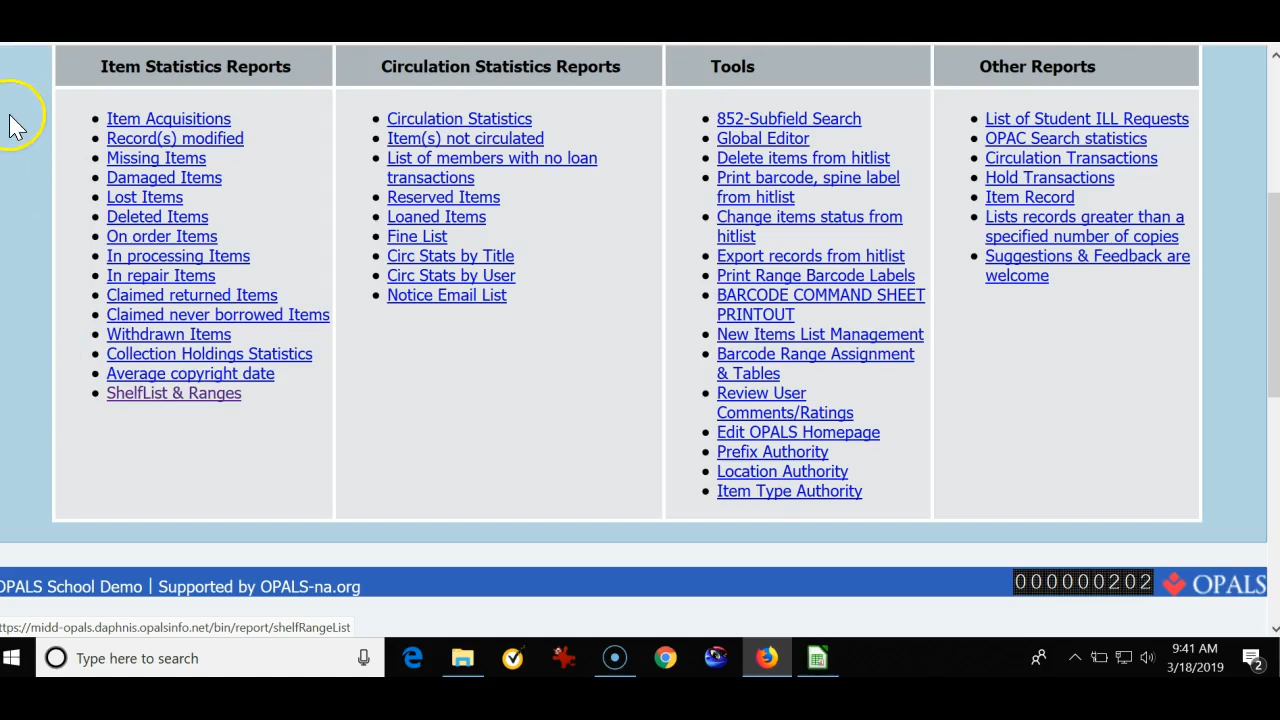 Item Statistics Reports
Item Acquisitions
Record(s) modified
Missing Items
Damaged Items
Lost Items
Deleted Items
On order Items
In processing Items
In repair Items
Claimed returned Items
Claimed never borrowed Items
Withdrawn Items
Collection Holdings Statistics
Average copyright date
ShelfList & Ranges
Circulation Statistics Reports
Circulation Statistics
Item(s) not circulated
List of members with no loan
transactions
Reserved Items
Loaned Items
Fine List
Circ Stats by Title
Circ Stats by User
Notice Email List
Tools
852-Subfield Search
Global Editor
Delete items from hitlist
Print barcode, spine label
from hitlist
Change items status from
hitlist
Export records from hitlist
Print Range Barcode Labels
BARCODE COMMAND SHEET
PRINTOUT
New Items List Management
Barcode Range Assignment
& Tables
Review User
Comments/Ratings
Edit OPALS Homepage
Prefix Authority
Location Authority
Item Type Authority
Other Reports
List of Student ILL Requests
OPAC Search statistics
Circulation Transactions
Hold Transactions
Item Record
Lists records greater than a
specified number of copies
Suggestions & Feedback are
welcome
OPALS School Demo | Supported by OPALS-na.org
000000202
OPALS
ttps://midd-opals.daphnis.opalsinfo.net/bin/report/shelfRangeList
Type here to search
9:41 AM
3/18/2019
2